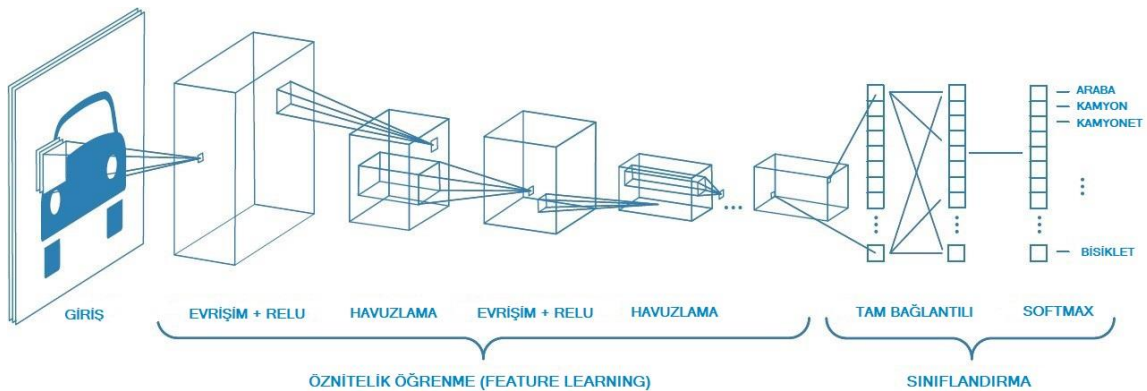 ARABA
KAMYON
KAMYONET
BİSİKLET
GİRİŞ
EVRİŞİM + RELU
HAVUZLAMA
EVRİŞİM + RELU
HAVUZLAMA
TAM BAĞLANTILI
SOFTMAX
ÖZNİTELİK ÖĞRENME (FEATURE LEARNING)
SINIFLANDIRMA